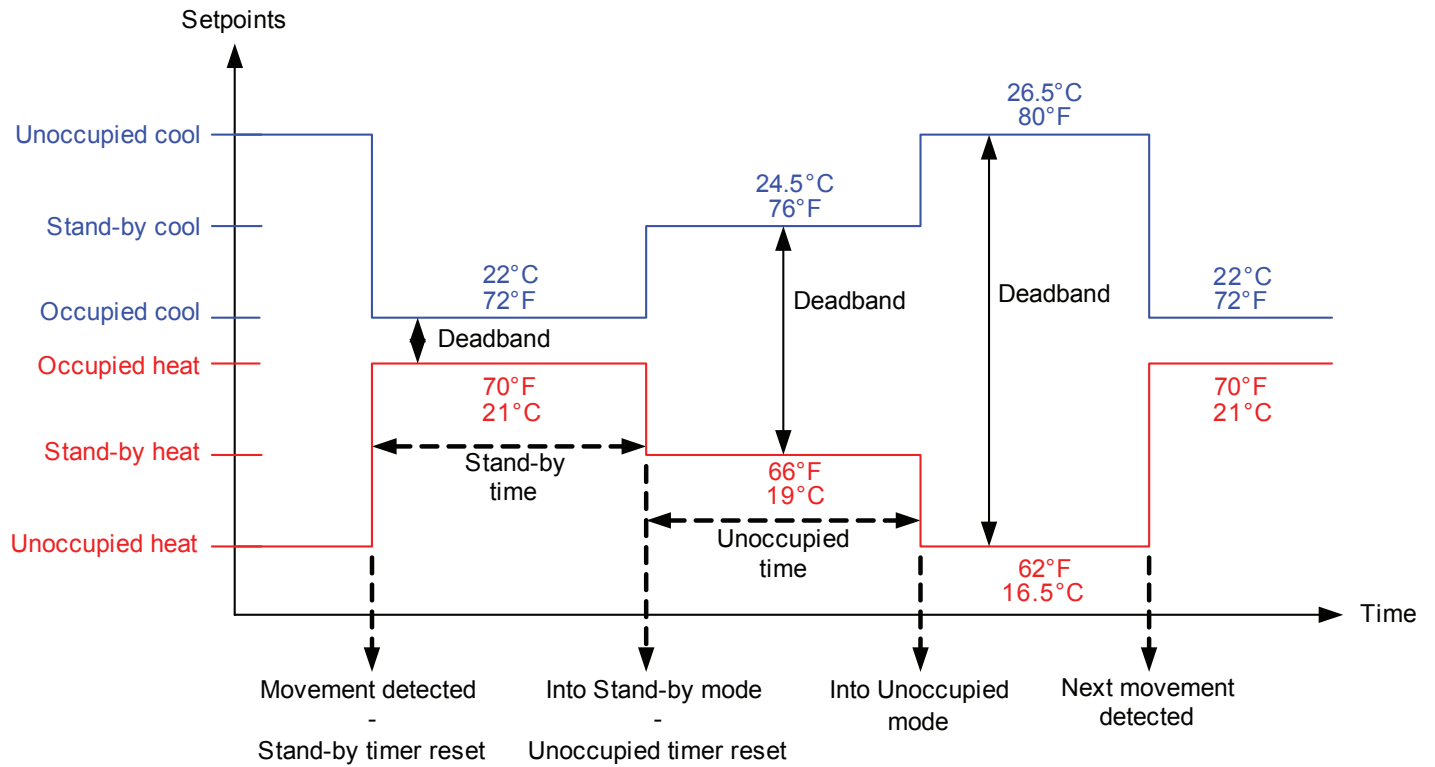 Setpoints
Unoccupied cool
Stand-by cool
Occupied cool
Occupied heat
Stand-by heat
Unoccupied heat
22°C
72°F
Deadband
70°F
21°C
Stand-by
time
24.5°C
76°F
Deadband
66°F
19°C
Unoccupied
time
26.5°C
80°F
Deadband
62°F
16.5°C
22°C
72°F
70°F
21°C
Time
Movement detected
-
Stand-by timer reset
Into Stand-by mode
-
Unoccupied timer reset
Into Unoccupied
mode
Next movement
detected